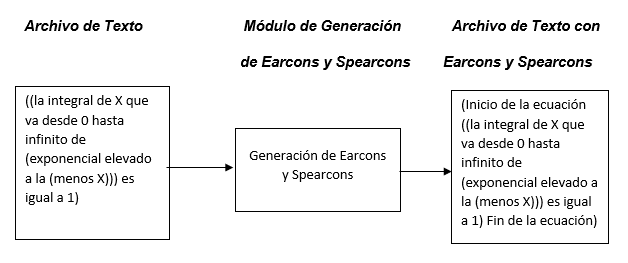 Archivo de Texto
Módulo de Generación
de Earcons y Spearcons
Archivo de Texto con
Earcons y Spearcons
((la integral de X que
va desde 0 hasta
infinito de
(exponencial elevado
a la (menos X))) es
igual a 1)
Generación de Earcons
y Spearcons
(Inicio de la ecuación
((la integral de X que
va desde 0 hasta
infinito de
(exponencial elevado a
la (menos X))) es igual
a 1) Fin de la ecuación)